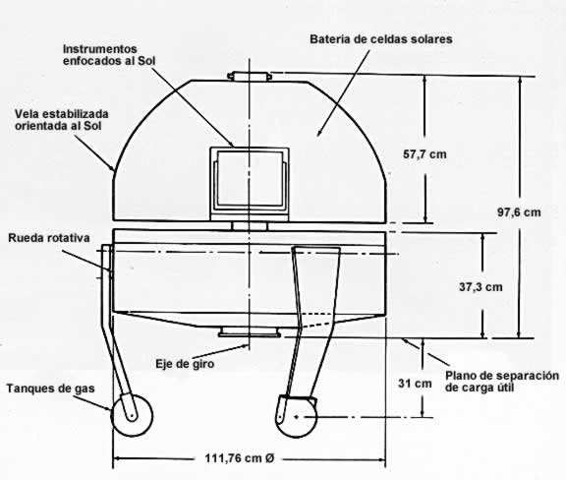 Instrumentos
enfocados al Sol
Bateria de celdas solares
Vela estabilizada
orientada al Sol
57,7 cm
97,6 cm
Rueda rotativa
37,3 cm
Eje de giro
31 cm
Plano de separación
de carga útil
Tanques de gas
111,76 cm Ø